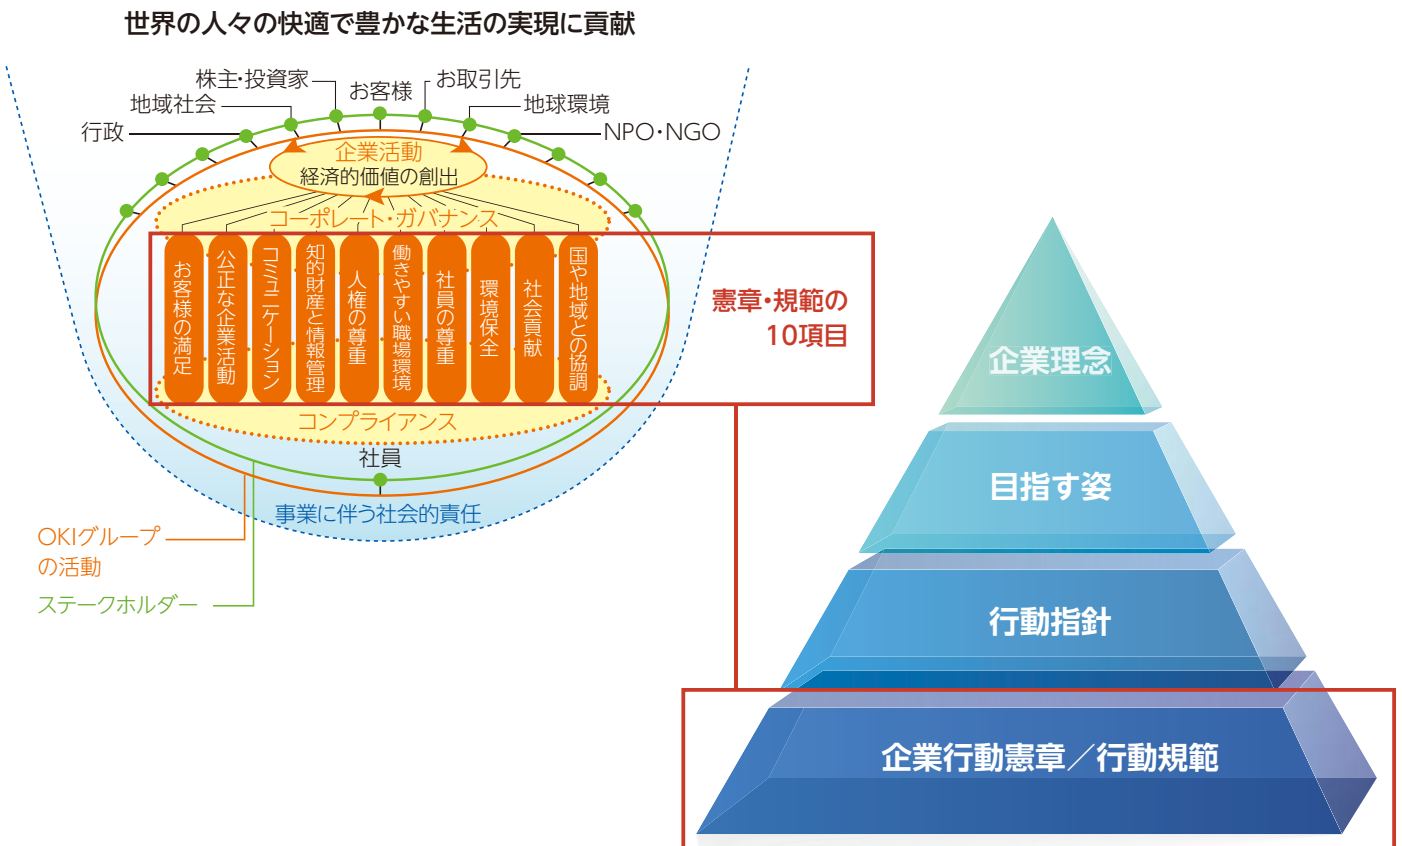 世界の人々の快適で豊かな生活の実現に貢献
株主・投資家
お客様
お取引先
地域社会
地球環境
行政
NPO・NGO
企業活動
経済的価値の創出
コーポレート・ガバナンス
お客様の満足
公正な企業活動
コミュニケーション
知的財産と情報管理
人権の尊重
働きやすい職場環境
社員の尊重
環境保全
社会貢献
国や地域との協調
コンプライアンス
社員
事業に伴う社会的責任
OKIグループ
の活動
ステークホルダー
憲章・規範の
10項目
企業理念
目指す姿
行動指針
企業行動憲章／行動規範